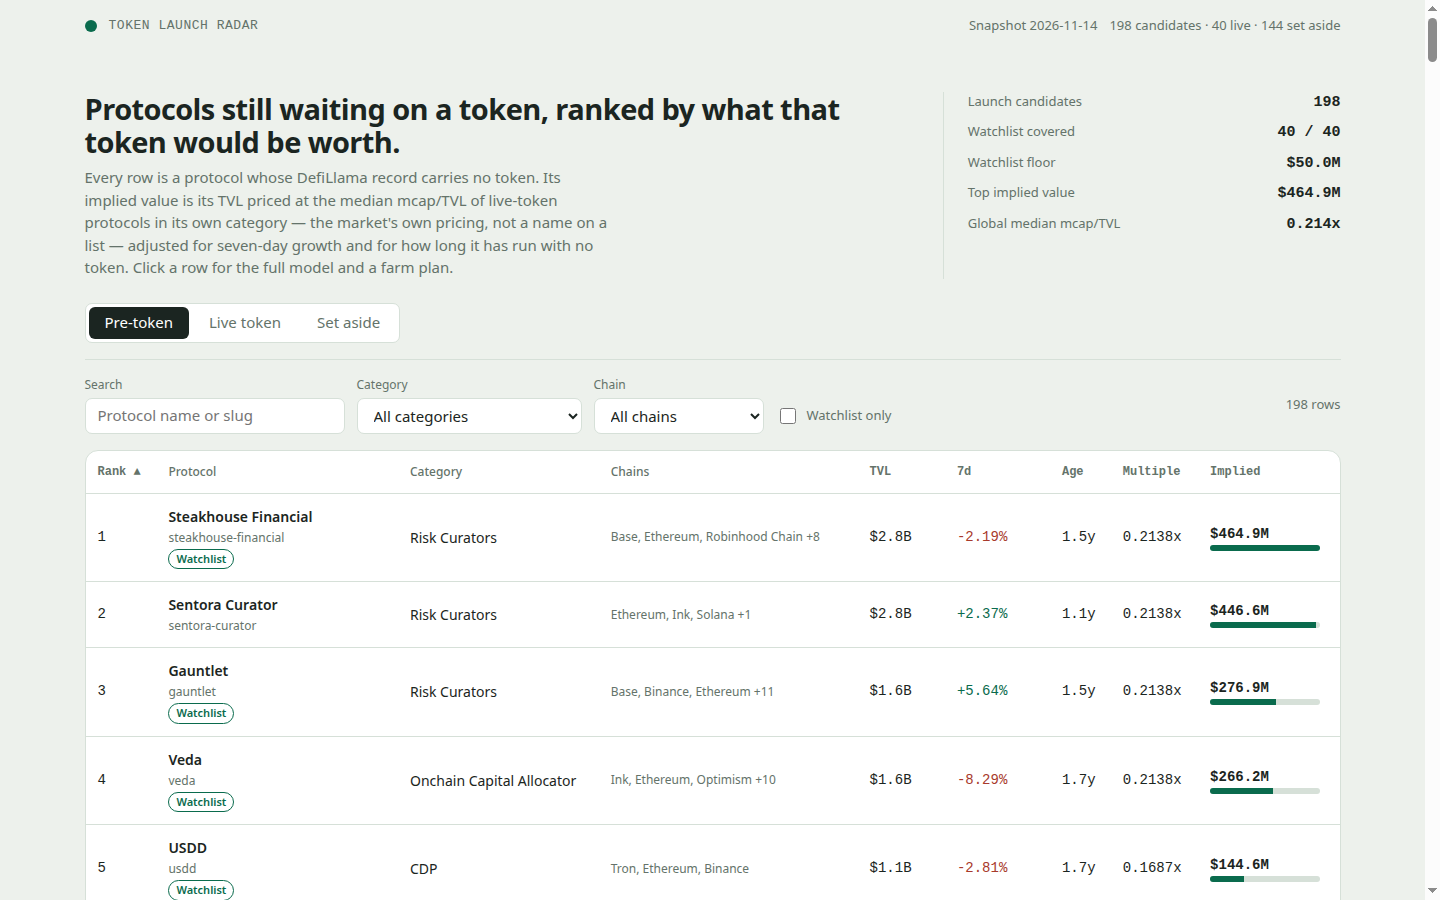 TOKEN LAUNCH RADAR
Snapshot 2026-11-14 198 candidates · 40 live · 144 set aside
Protocols still waiting on a token, ranked by what that
token would be worth.
Every row is a protocol whose DefiLlama record carries no token. Its
implied value is its TVL priced at the median mcap/TVL of live-token
protocols in its own category — the market's own pricing, not a name on a
list — adjusted for seven-day growth and for how long it has run with no
token. Click a row for the full model and a farm plan.
Launch candidates 198
Watchlist covered 40 / 40
Watchlist floor $50.0M
Top implied value $464.9M
Global median mcap/TVL 0.214x
Pre-token Live token Set aside
Search Category Chain
Protocol name or slug All categories All chains Watchlist only 198 rows
Rank ▲ Protocol Category Chains TVL 7d Age Multiple Implied
1 Steakhouse Financial steakhouse-financial Watchlist Risk Curators Base, Ethereum, Robinhood Chain +8 $2.8B -2.19% 1.5y 0.2138x $464.9M
2 Sentora Curator sentora-curator Risk Curators Ethereum, Ink, Solana +1 $2.8B +2.37% 1.1y 0.2138x $446.6M
3 Gauntlet gauntlet Watchlist Risk Curators Base, Binance, Ethereum +11 $1.6B +5.64% 1.5y 0.2138x $276.9M
4 Veda veda Watchlist Onchain Capital Allocator Ink, Ethereum, Optimism +10 $1.6B -8.29% 1.7y 0.2138x $266.2M
5 USDD usdd Watchlist CDP Tron, Ethereum, Binance $1.1B -2.81% 1.7y 0.1687x $144.6M